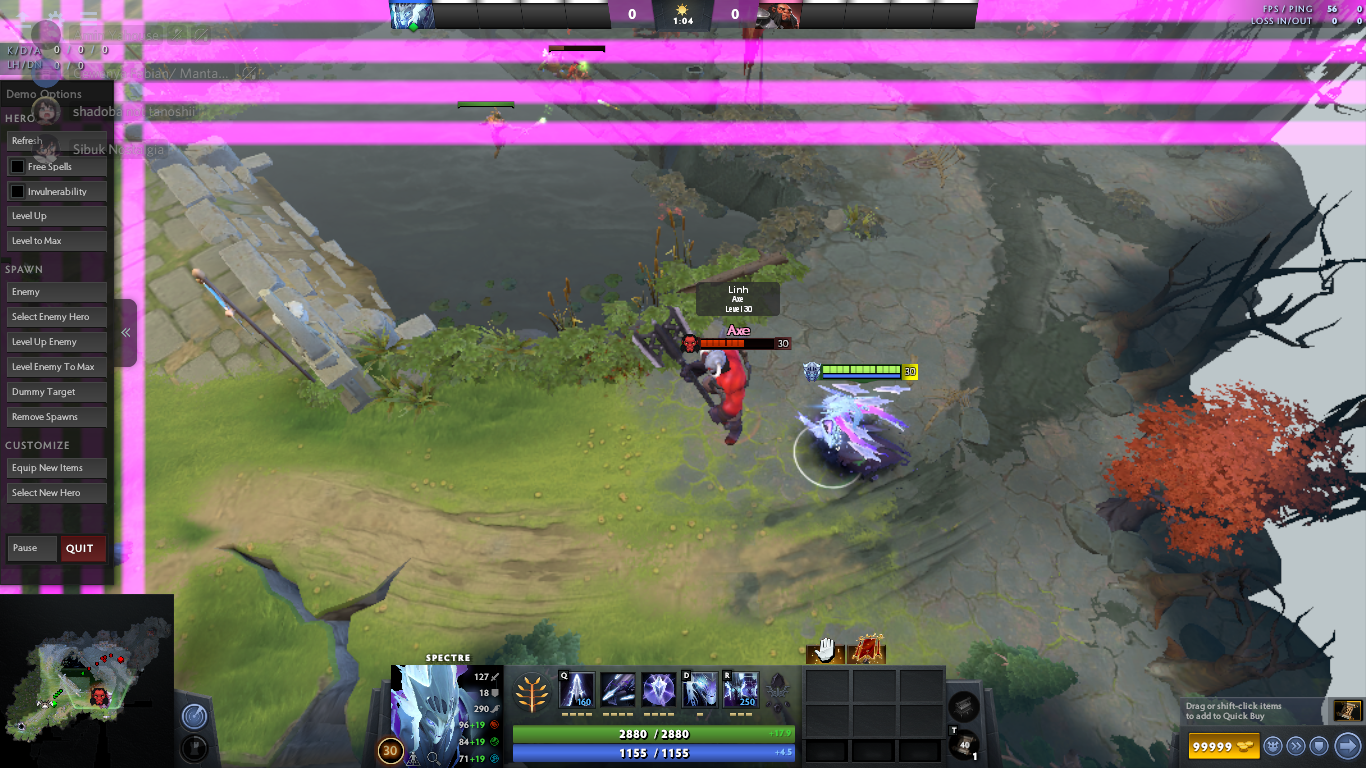 0
1:04
0
FPS / PING 56 0
LOSS IN/OUT 0 0
K/D/A 0 / 0 / 0
LH/DN 0 / 0
Manta...
Demo Options
HERO
Refresh
Sibuk
Free Spells
Invulnerability
Level Up
Level to Max
SPAWN
Enemy
Select Enemy Hero
Level Up Enemy
Level Enemy To Max
Dummy Target
Remove Spawns
CUSTOMIZE
Equip New Items
Select New Hero
Pause
QUIT
Linh
Axe
Level 30
Axe
30
30
SPECTRE
127
18
290
96+19
84+19
71+19
30
Q
160
D
R
250
2880 / 2880
+17.9
1155 / 1155
+4.5
T
40
1
Drag or shift-click items
to add to Quick Buy
99999